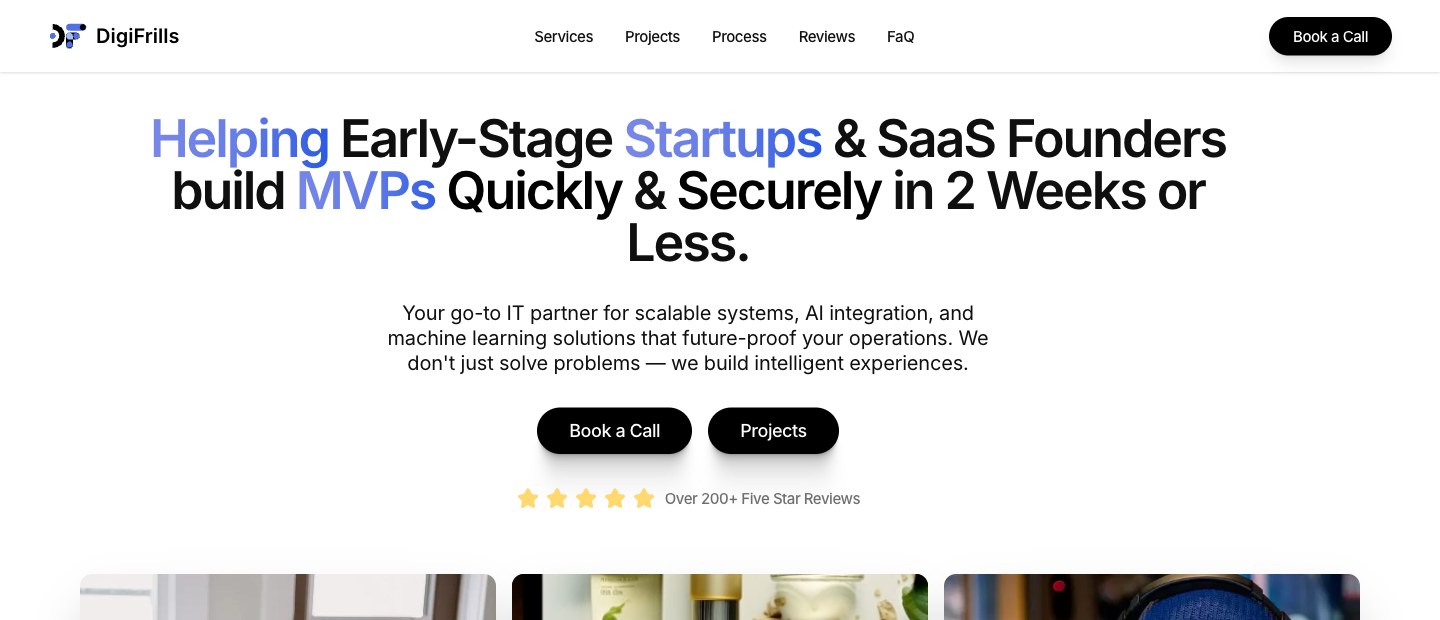 DigiFrills
Services
Projects
Process
Reviews
FaQ
Book a Call
Helping Early-Stage Startups & SaaS Founders
build MVPs Quickly & Securely in 2 Weeks or
Less.
Your go-to IT partner for scalable systems, AI integration, and
machine learning solutions that future-proof your operations. We
don't just solve problems — we build intelligent experiences.
Book a Call
Projects
Over 200+ Five Star Reviews